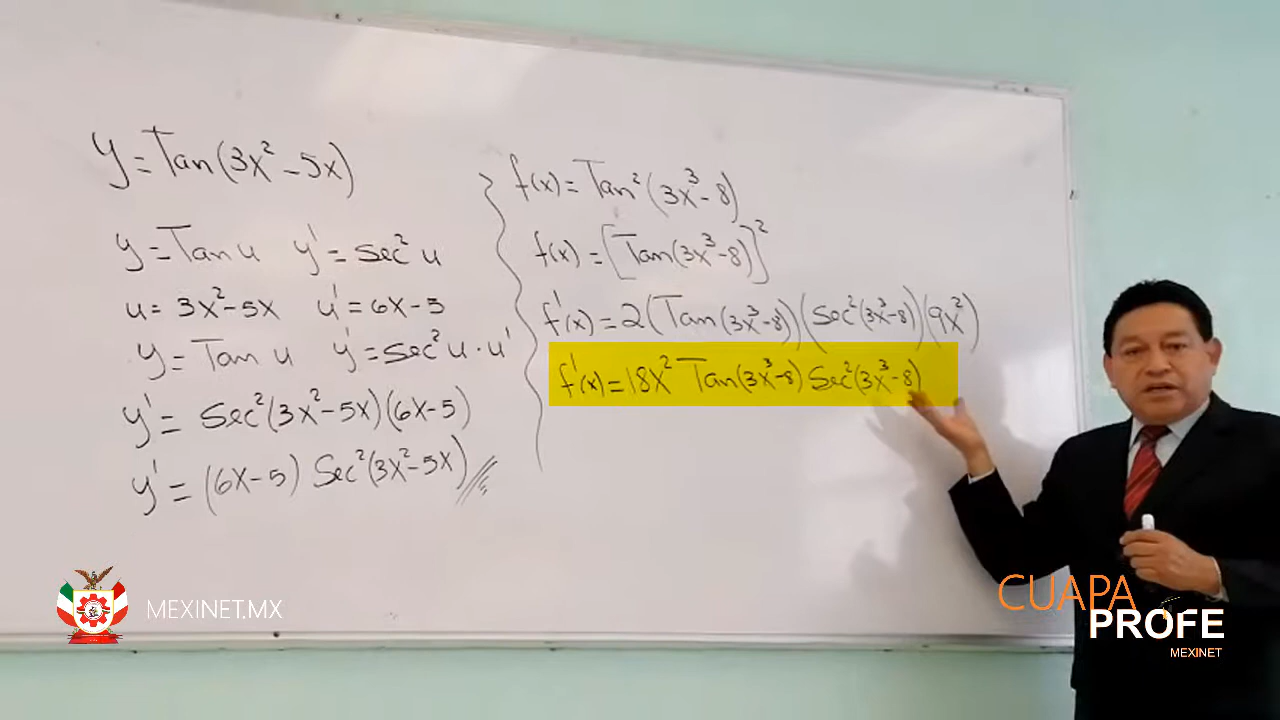 y = Tan(3x² - 5x)
y = Tan u   y' = sec² u
u = 3x² - 5x   u' = 6x - 5
y = Tan u   y' = sec² u · u'
y' = sec²(3x² - 5x)(6x - 5)
y' = (6x - 5) Sec²(3x² - 5x)
f(x) = Tan²(3x³ - 8)
f(x) = [Tan(3x³ - 8)]²
f'(x) = 2(Tan(3x³ - 8))(sec²(3x³ - 8))(9x²)
f'(x) = 18x² Tan(3x³ - 8) Sec²(3x³ - 8)
MEXINET.MX
CUAPA
PROFE
MEXINET